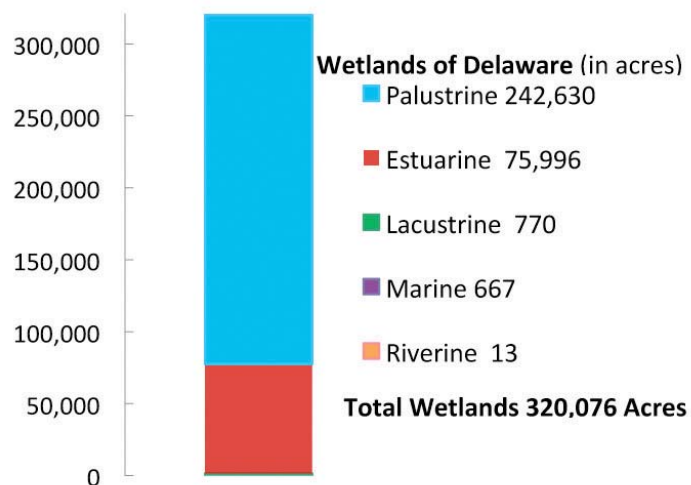 300,000
250,000
200,000
150,000
100,000
50,000
0
Wetlands of Delaware (in acres)
Palustrine 242,630
Estuarine 75,996
Lacustrine 770
Marine 667
Riverine 13
Total Wetlands 320,076 Acres